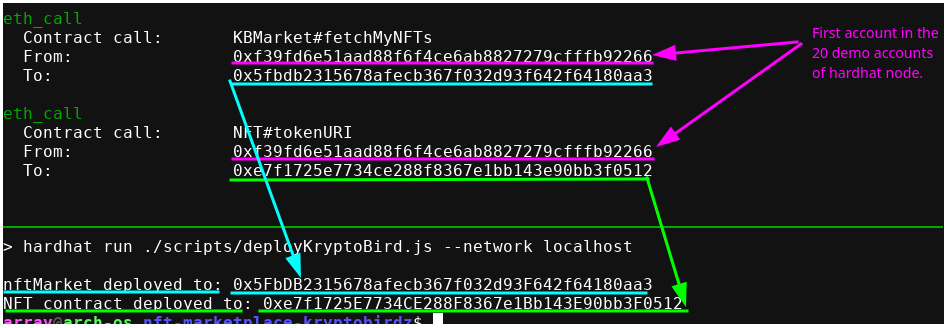 eth_call
Contract call: KBMarket#fetchMyNFTs
From: 0xf39fd6e51aad88f6f4ce6ab8827279cfffb92266
To: 0x5fbdb2315678afecb367f032d93f642f64180aa3
First account in the
20 demo accounts
of hardhat node.
eth_call
Contract call: NFT#tokenURI
From: 0xf39fd6e51aad88f6f4ce6ab8827279cfffb92266
To: 0xe7f1725e7734ce288f8367e1bb143e90bb3f0512
> hardhat run ./scripts/deployKryptoBird.js --network localhost
nftMarket deployed to: 0x5FbDB2315678afecb367f032d93F642f64180aa3
NFT contract deployed to: 0xe7f1725E7734CE288F8367e1Bb143E90bb3F0512
array@arch-os nft-marketplace-kryptobirdz$